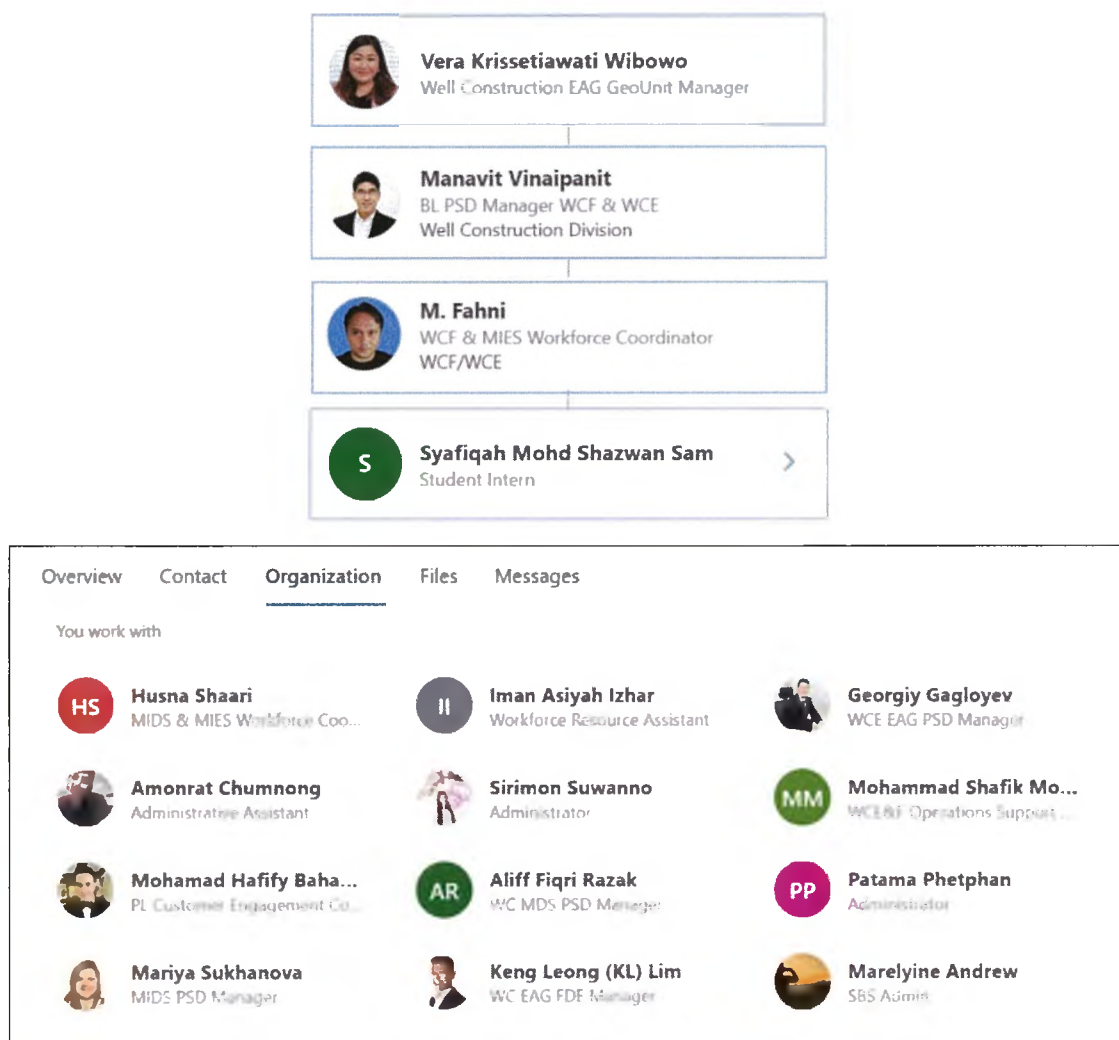 Vera Krissetiawati Wibowo
Well Construction EAG GeoUnit Manager
Manavit Vinaipanit
BL PSD Manager WCF & WCE
Well Construction Division
M. Fahni
WCF & MIES Workforce Coordinator
WCF/WCE
S
Syafiqah Mohd Shazwan Sam
Student Intern
Overview Contact Organization Files Messages
You work with
HS
Husna Shaari
MIDS & MIES Workforce Coo...
II
Iman Asiyah Izhar
Workforce Resource Assistant
Georgiy Gagloyev
WCE EAG PSD Manager
Amonrat Chumnong
Administrative Assistant
Sirimon Suwanno
Administrator
MM
Mohammad Shafik Mo...
WCE&F Operations Support ...
Mohamad Hafify Baha...
PL Customer Engagement Co...
AR
Aliff Fiqri Razak
WC MDS PSD Manager
PP
Patama Phetphan
Administrator
Mariya Sukhanova
MIDS PSD Manager
Keng Leong (KL) Lim
WC EAG FDE Manager
Marelyine Andrew
SBS Admin